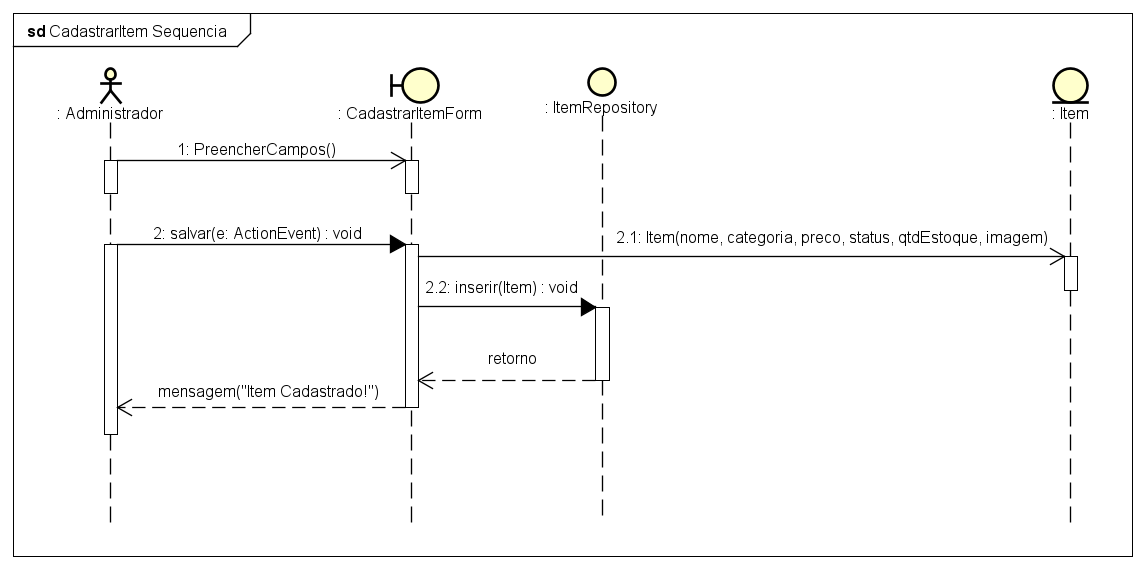 sd CadastrarItem Sequencia
: Administrador
: CadastrarItemForm
: ItemRepository
: Item
1: PreencherCampos()
2: salvar(e: ActionEvent) : void
2.1: Item(nome, categoria, preco, status, qtdEstoque, imagem)
2.2: inserir(Item) : void
retorno
mensagem("Item Cadastrado!")